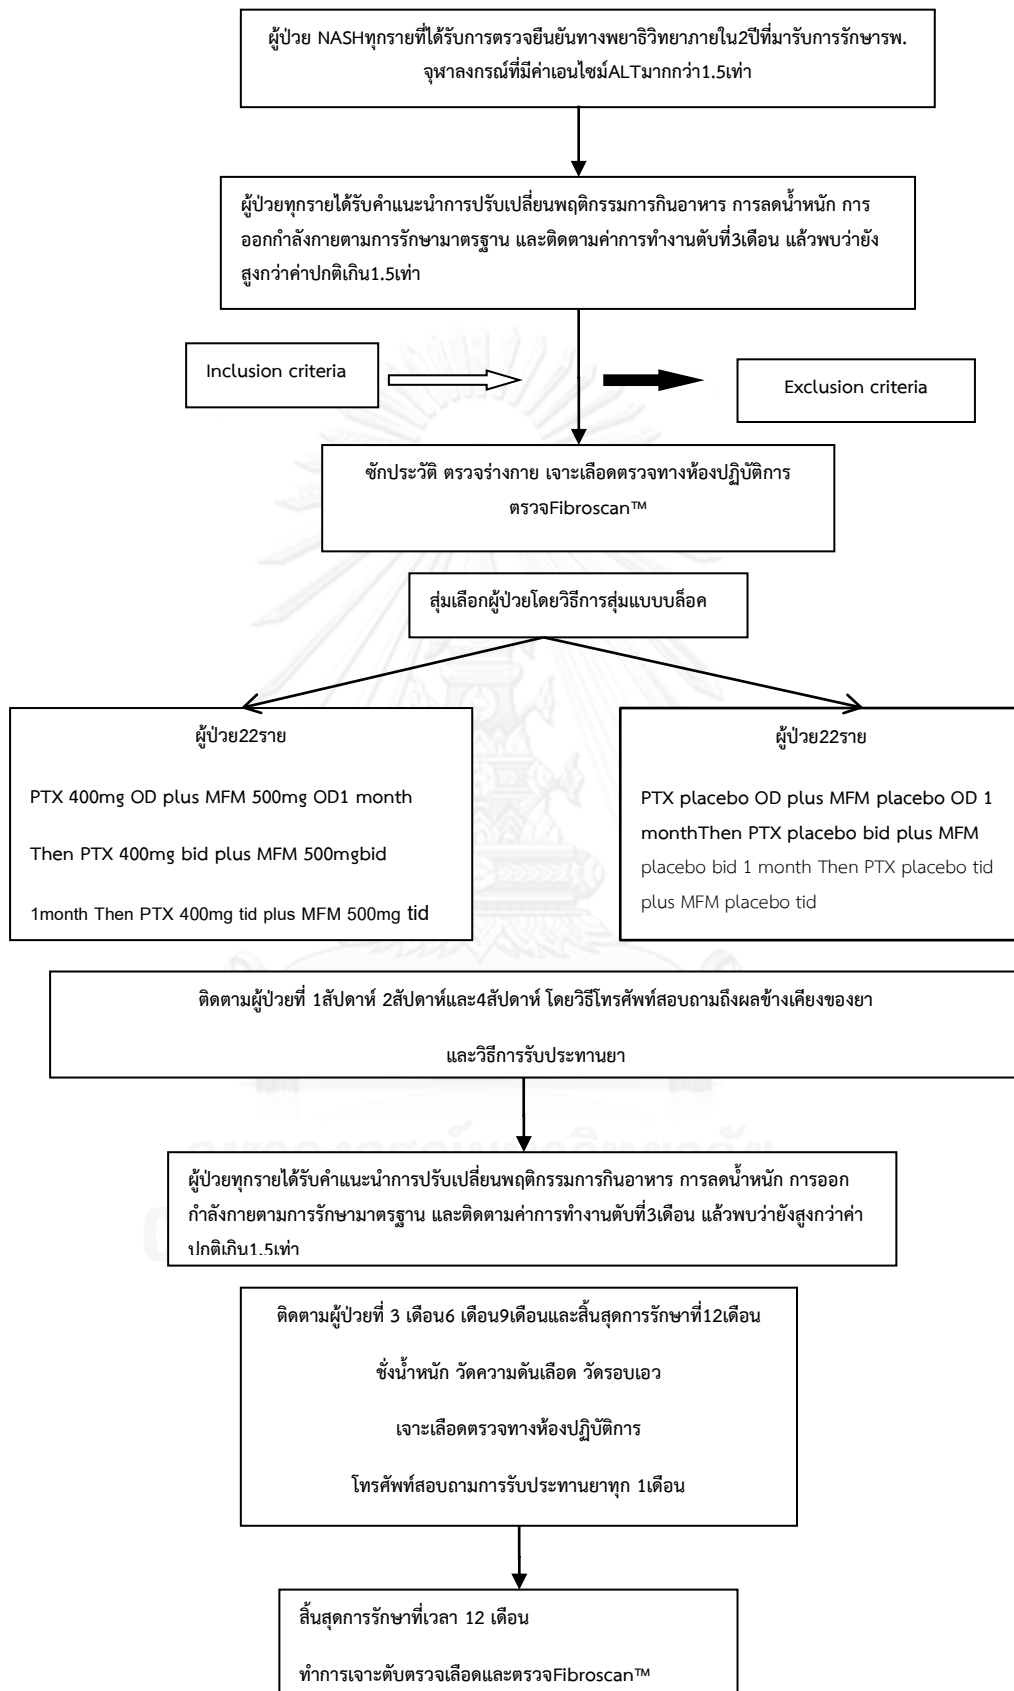 ผู้ป่วย NASHทุกรายที่ได้รับการตรวจยืนยันทางพยาธิวิทยาภายใน2ปีที่มารับการรักษารพ.
จุฬาลงกรณ์ที่มีค่าเอนไซม์ALTมากกว่า1.5เท่า
ผู้ป่วยทุกรายได้รับคำแนะนำการปรับเปลี่ยนพฤติกรรมการกินอาหาร การลดน้ำหนัก การ
ออกกำลังกายตามการรักษามาตรฐาน และติดตามค่าการทำงานตับที่3เดือน แล้วพบว่ายัง
สูงกว่าค่าปกติเกิน1.5เท่า
Inclusion criteria
Exclusion criteria
ซักประวัติ ตรวจร่างกาย เจาะเลือดตรวจทางห้องปฏิบัติการ
ตรวจFibroscan™
สุ่มเลือกผู้ป่วยโดยวิธีการสุ่มแบบบล็อค
ผู้ป่วย22ราย
PTX 400mg OD plus MFM 500mg OD1 month
Then PTX 400mg bid plus MFM 500mgbid
1month Then PTX 400mg tid plus MFM 500mg tid
ผู้ป่วย22ราย
PTX placebo OD plus MFM placebo OD 1
monthThen PTX placebo bid plus MFM
placebo bid 1 month Then PTX placebo tid
plus MFM placebo tid
ติดตามผู้ป่วยที่ 1สัปดาห์ 2สัปดาห์และ4สัปดาห์ โดยวิธีโทรศัพท์สอบถามถึงผลข้างเคียงของยา
และวิธีการรับประทานยา
ผู้ป่วยทุกรายได้รับคำแนะนำการปรับเปลี่ยนพฤติกรรมการกินอาหาร การลดน้ำหนัก การออก
กำลังกายตามการรักษามาตรฐาน และติดตามค่าการทำงานตับที่3เดือน แล้วพบว่ายังสูงกว่าค่า
ปกติเกิน1.5เท่า
ติดตามผู้ป่วยที่ 3 เดือน6 เดือน9เดือนและสิ้นสุดการรักษาที่12เดือน
ชั่งน้ำหนัก วัดความดันเลือด วัดรอบเอว
เจาะเลือดตรวจทางห้องปฏิบัติการ
โทรศัพท์สอบถามการรับประทานยาทุก 1เดือน
สิ้นสุดการรักษาที่เวลา 12 เดือน
ทำการเจาะตับตรวจเลือดและตรวจFibroscan™